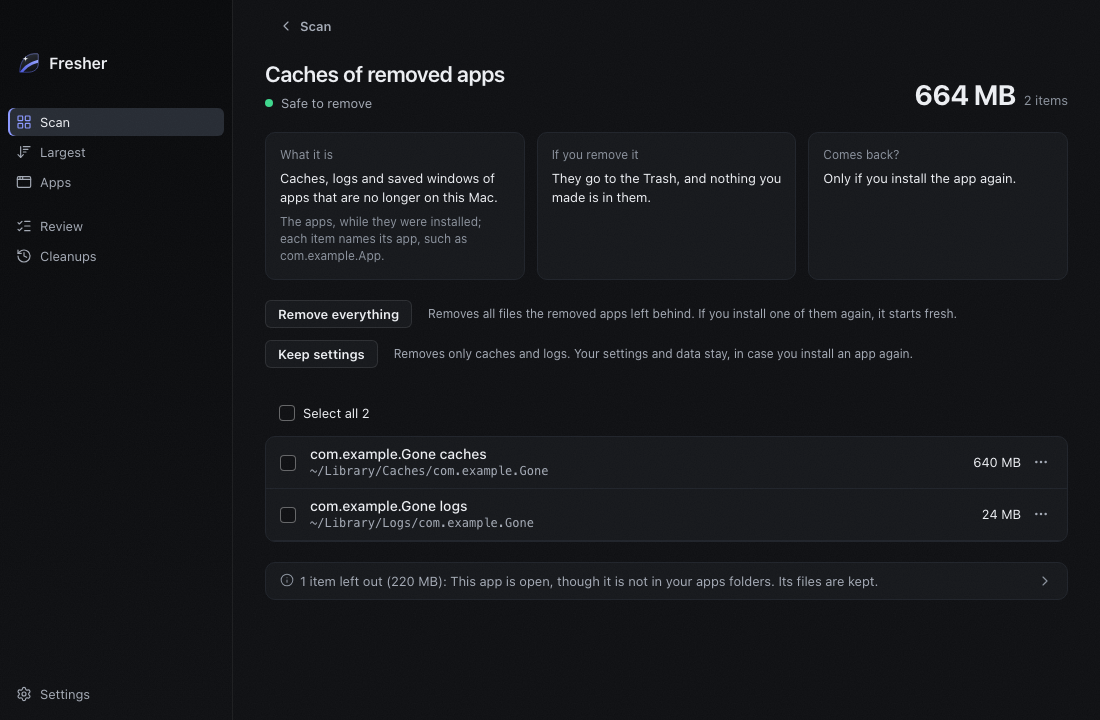 Scan
Fresher
Caches of removed apps
Safe to remove
664 MB 2 items
Scan
Largest
Apps
Review
Cleanups
Settings
What it is
Caches, logs and saved windows of
apps that are no longer on this Mac.
The apps, while they were installed;
each item names its app, such as
com.example.App.
If you remove it
They go to the Trash, and nothing you
made is in them.
Comes back?
Only if you install the app again.
Remove everything Removes all files the removed apps left behind. If you install one of them again, it starts fresh.
Keep settings Removes only caches and logs. Your settings and data stay, in case you install an app again.
Select all 2
com.example.Gone caches
~/Library/Caches/com.example.Gone
640 MB
com.example.Gone logs
~/Library/Logs/com.example.Gone
24 MB
1 item left out (220 MB): This app is open, though it is not in your apps folders. Its files are kept.